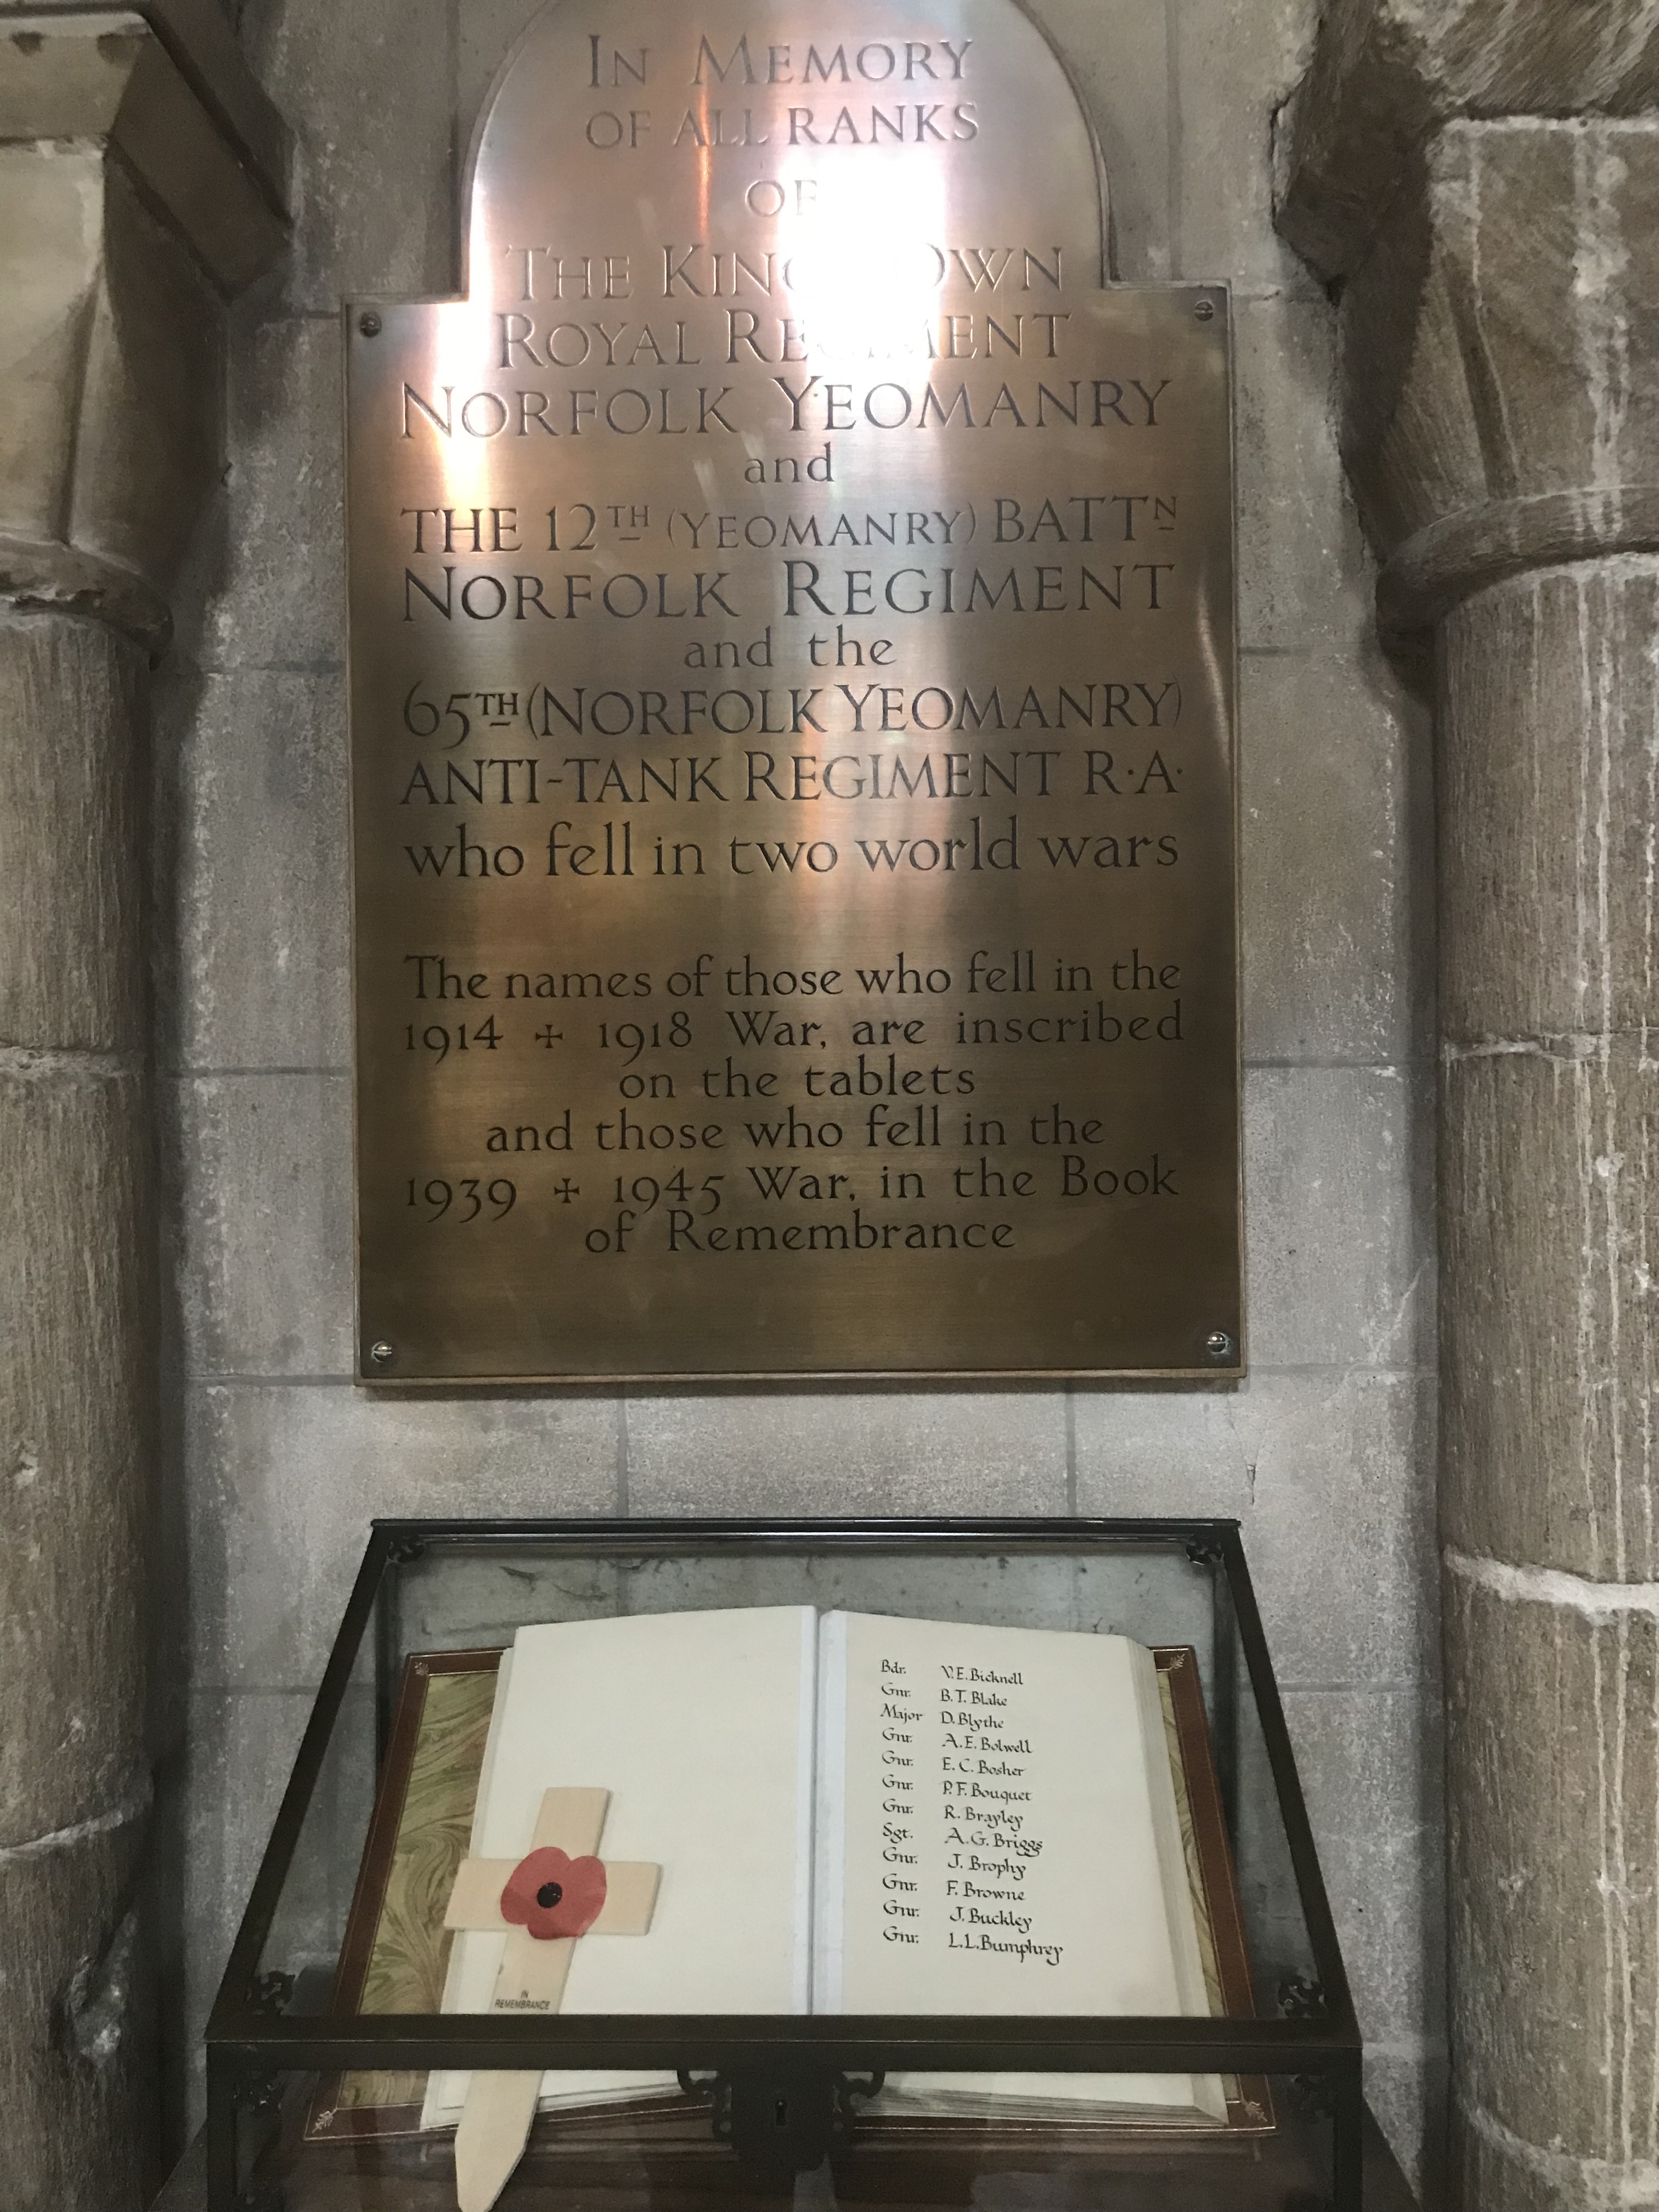 IN MEMORY
OF ALL RANKS
OF
THE KING OWN
ROYAL REGIMENT
NORFOLK YEOMANRY
and
THE 12TH (YEOMANRY) BATTN
NORFOLK REGIMENT
and the
65TH (NORFOLK YEOMANRY)
ANTI-TANK REGIMENT R·A·
who fell in two world wars
The names of those who fell in the
1914 + 1918 War, are inscribed
on the tablets
and those who fell in the
1939 + 1945 War, in the Book
of Remembrance
Bdr. V.E. Bicknell
Gnr. B.T. Blake
Major D. Blythe
Gnr. A.E. Bolwell
Gnr. E.C. Bosher
Gnr. P.F. Bouquet
Gnr. R. Brayley
Sgt. A.G. Briggs
Gnr. J. Brophy
Gnr. F. Browne
Gnr. J. Buckley
Gnr. L.L. Bumphrey
IN
REMEMBRANCE